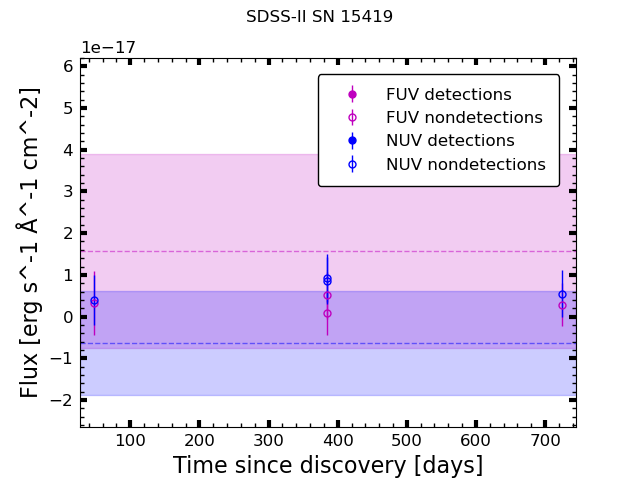 SDSS-II SN 15419
1e−17
6
5
4
3
2
1
0
−1
−2
Flux [erg s^-1 Å^-1 cm^-2]
FUV detections
FUV nondetections
NUV detections
NUV nondetections
100 200 300 400 500 600 700
Time since discovery [days]